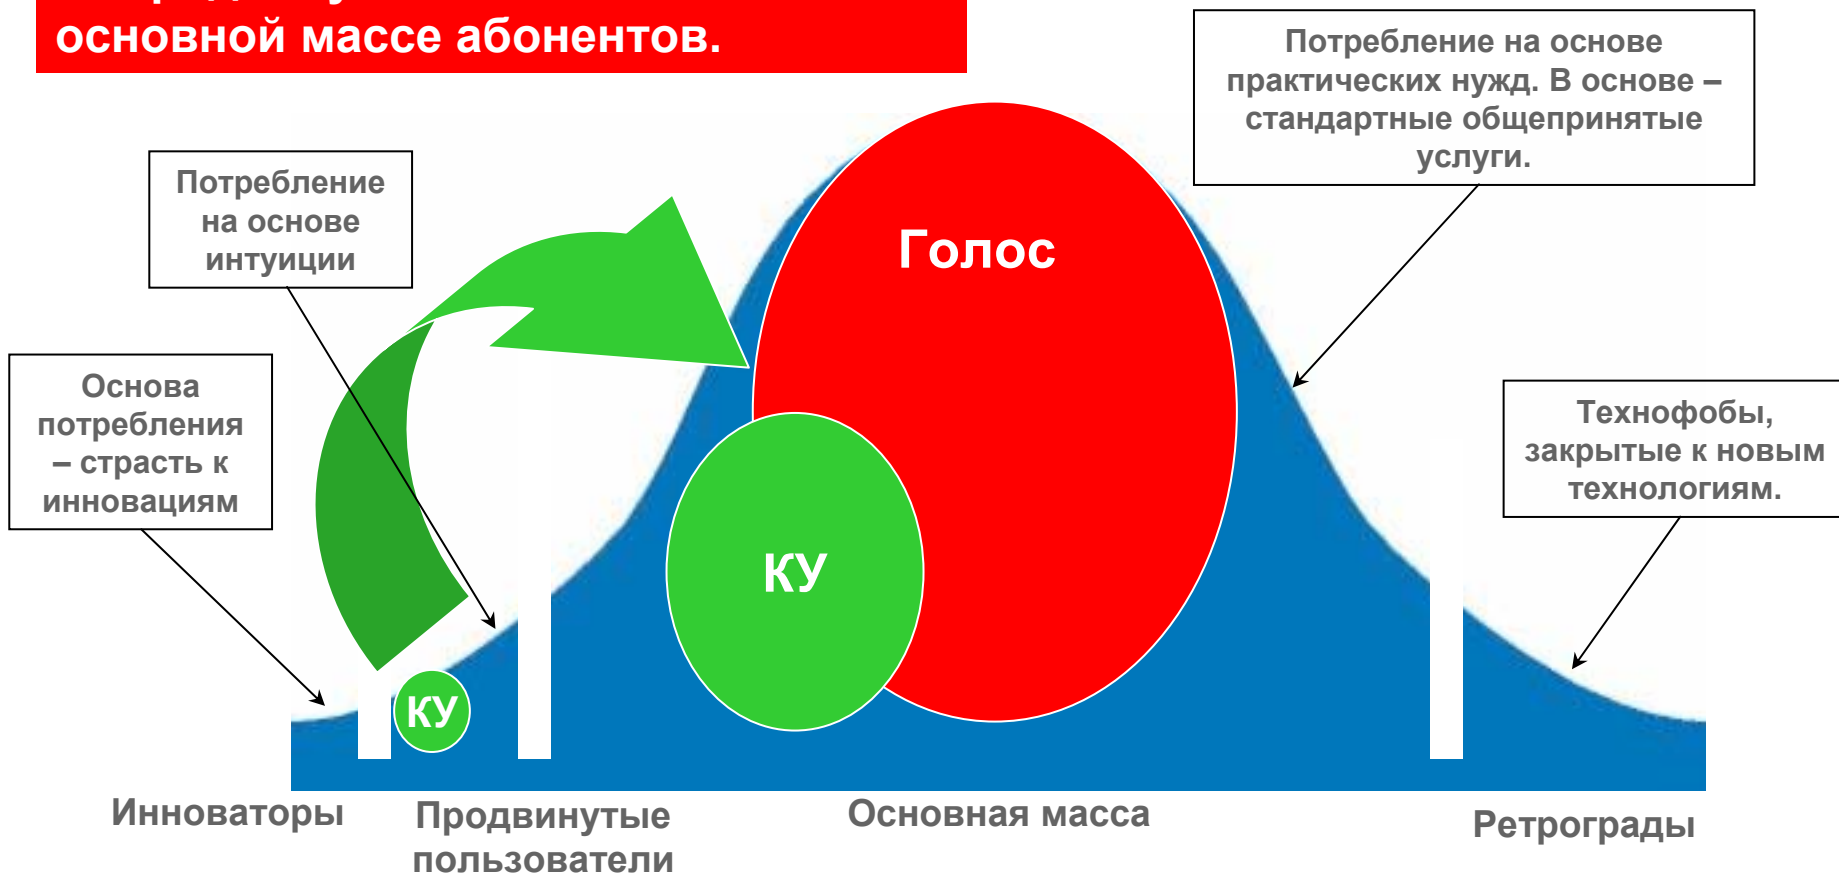 основной массе абонентов.
Потребление на основе
практических нужд. В основе –
стандартные общепринятые
услуги.
Потребление
на основе
интуиции
Голос
Основа
потребления
– страсть к
инновациям
Технофобы,
закрытые к новым
технологиям.
КУ
КУ
Инноваторы
Продвинутые
пользователи
Основная масса
Ретрограды